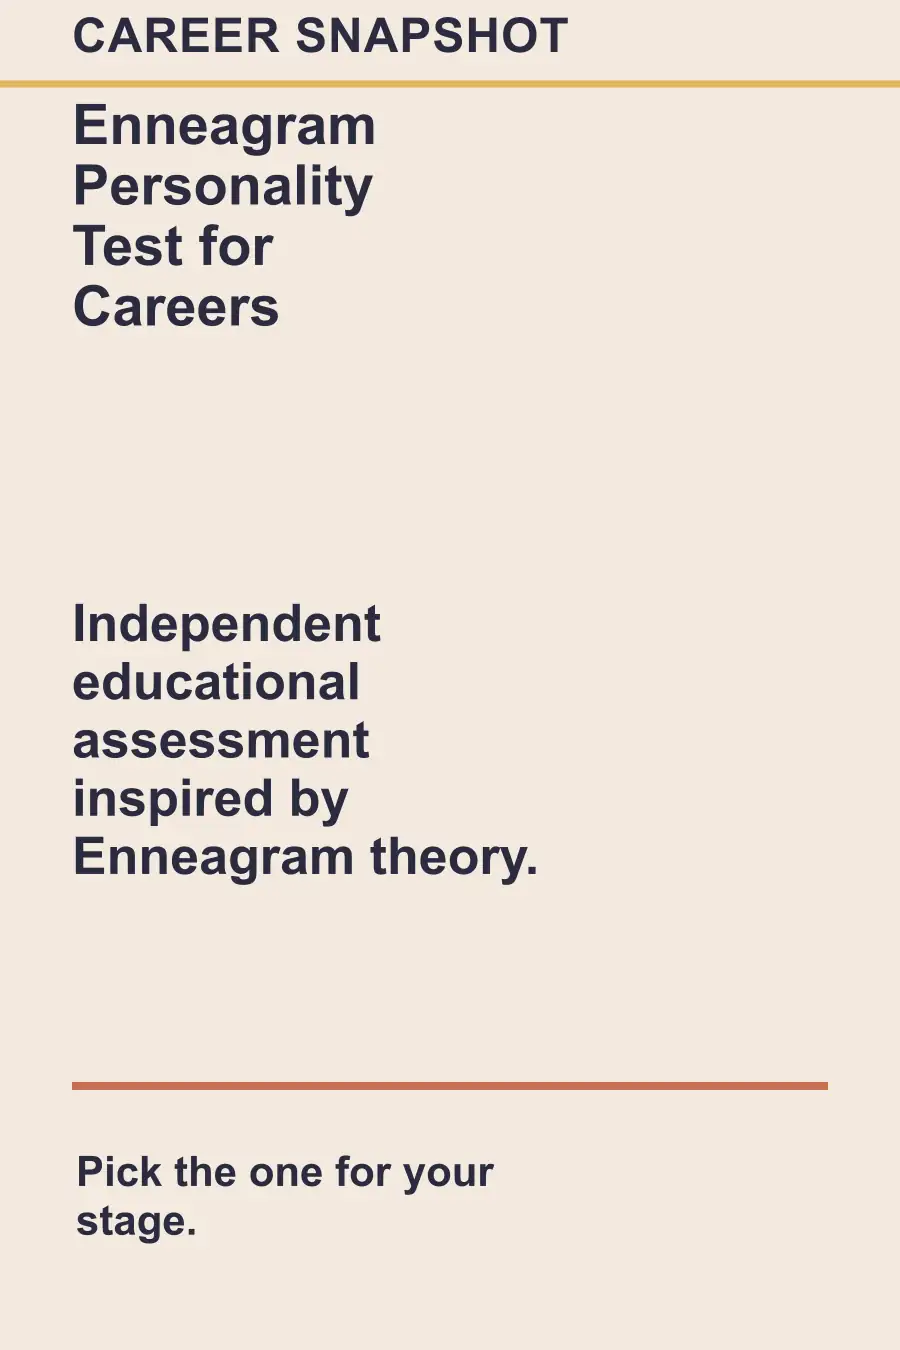 CAREER SNAPSHOT
Enneagram
Personality
Test for
Careers
Independent
educational
assessment
inspired by
Enneagram theory.
Pick the one for your
stage.